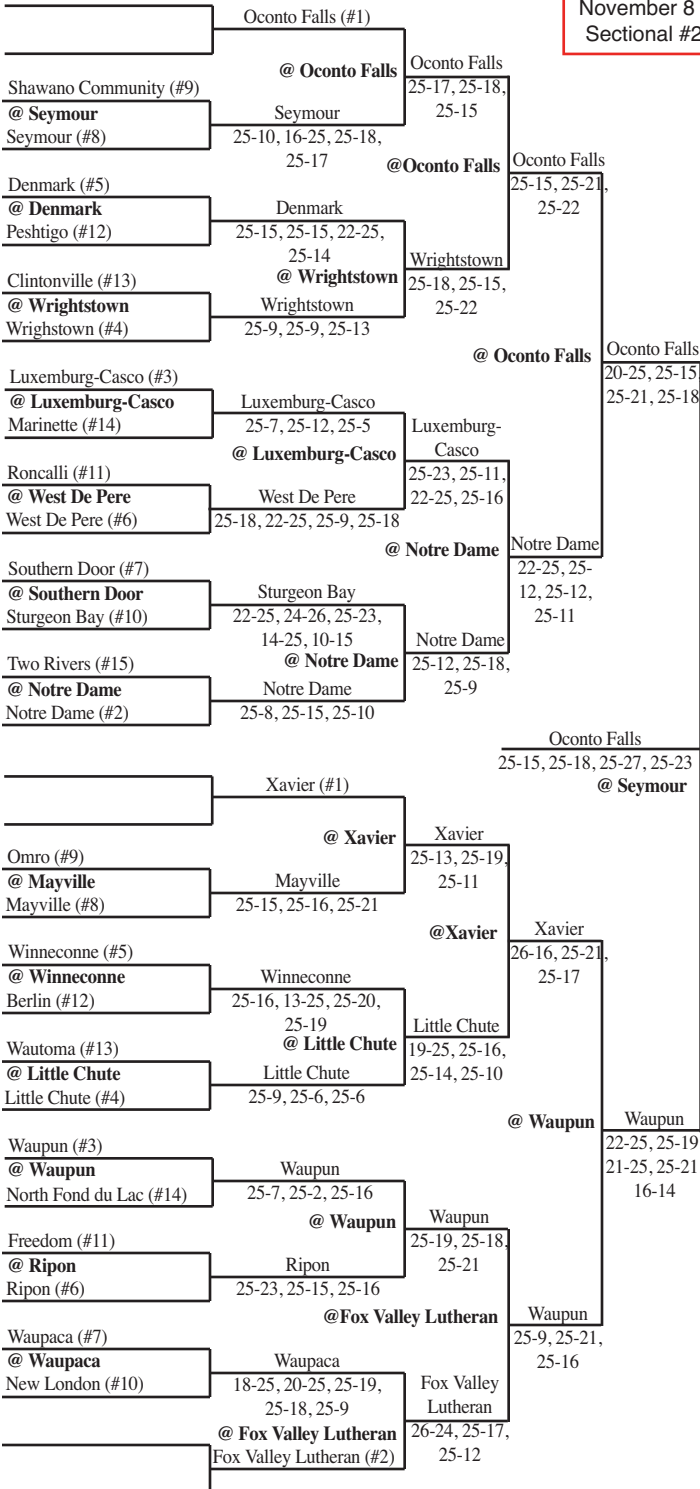 November 8
Sectional #2
Oconto Falls (#1)
@ Oconto Falls
Oconto Falls
25-17, 25-18,
25-15
Shawano Community (#9)
@ Seymour
Seymour (#8)
Seymour
25-10, 16-25, 25-18,
25-17
@Oconto Falls
Oconto Falls
25-15, 25-21,
25-22
Denmark (#5)
@ Denmark
Peshtigo (#12)
Denmark
25-15, 25-15, 22-25,
25-14
@ Wrightstown
Wrightstown
25-18, 25-15,
25-22
Clintonville (#13)
@ Wrightstown
Wrighstown (#4)
Wrightstown
25-9, 25-9, 25-13
@ Oconto Falls
Oconto Falls
20-25, 25-15
25-21, 25-18
Luxemburg-Casco (#3)
@ Luxemburg-Casco
Marinette (#14)
Luxemburg-Casco
25-7, 25-12, 25-5
@ Luxemburg-Casco
Luxemburg-
Casco
25-23, 25-11,
22-25, 25-16
Roncalli (#11)
@ West De Pere
West De Pere (#6)
West De Pere
25-18, 22-25, 25-9, 25-18
@ Notre Dame
Notre Dame
22-25, 25-
12, 25-12,
25-11
Southern Door (#7)
@ Southern Door
Sturgeon Bay (#10)
Sturgeon Bay
22-25, 24-26, 25-23,
14-25, 10-15
@ Notre Dame
Notre Dame
25-12, 25-18,
25-9
Two Rivers (#15)
@ Notre Dame
Notre Dame (#2)
Notre Dame
25-8, 25-15, 25-10
Oconto Falls
25-15, 25-18, 25-27, 25-23
@ Seymour
Xavier (#1)
@ Xavier
Xavier
25-13, 25-19,
25-11
Omro (#9)
@ Mayville
Mayville (#8)
Mayville
25-15, 25-16, 25-21
@Xavier
Xavier
26-16, 25-21,
25-17
Winneconne (#5)
@ Winneconne
Berlin (#12)
Winneconne
25-16, 13-25, 25-20,
25-19
@ Little Chute
Little Chute
19-25, 25-16,
25-14, 25-10
Wautoma (#13)
@ Little Chute
Little Chute (#4)
Little Chute
25-9, 25-6, 25-6
@ Waupun
Waupun
22-25, 25-19
21-25, 25-21
16-14
Waupun (#3)
@ Waupun
North Fond du Lac (#14)
Waupun
25-7, 25-2, 25-16
@ Waupun
Waupun
25-19, 25-18,
25-21
Freedom (#11)
@ Ripon
Ripon (#6)
Ripon
25-23, 25-15, 25-16
@Fox Valley Lutheran
Waupun
25-9, 25-21,
25-16
Waupaca (#7)
@ Waupaca
New London (#10)
Waupaca
18-25, 20-25, 25-19,
25-18, 25-9
@ Fox Valley Lutheran
Fox Valley
Lutheran
26-24, 25-17,
25-12
Fox Valley Lutheran (#2)